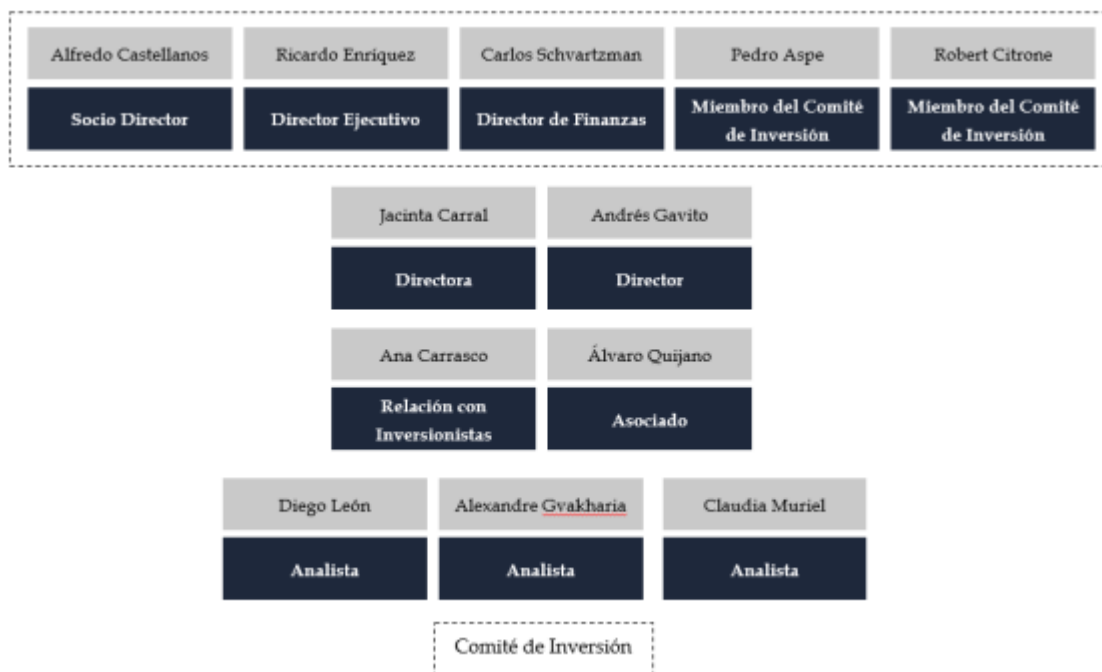 Alfredo Castellanos
Ricardo Enriquez
Carlos Schvartzman
Pedro Aspe
Robert Citrone
Socio Director
Director Ejecutivo
Director de Finanzas
Miembro del Comité
de Inversión
Miembro del Comité
de Inversión
Jacinta Carral
Andrés Gavito
Directora
Director
Ana Carrasco
Álvaro Quijano
Relación con
Inversionistas
Asociado
Diego León
Alexandre Gvakharia
Claudia Muriel
Analista
Analista
Analista
Comité de Inversión